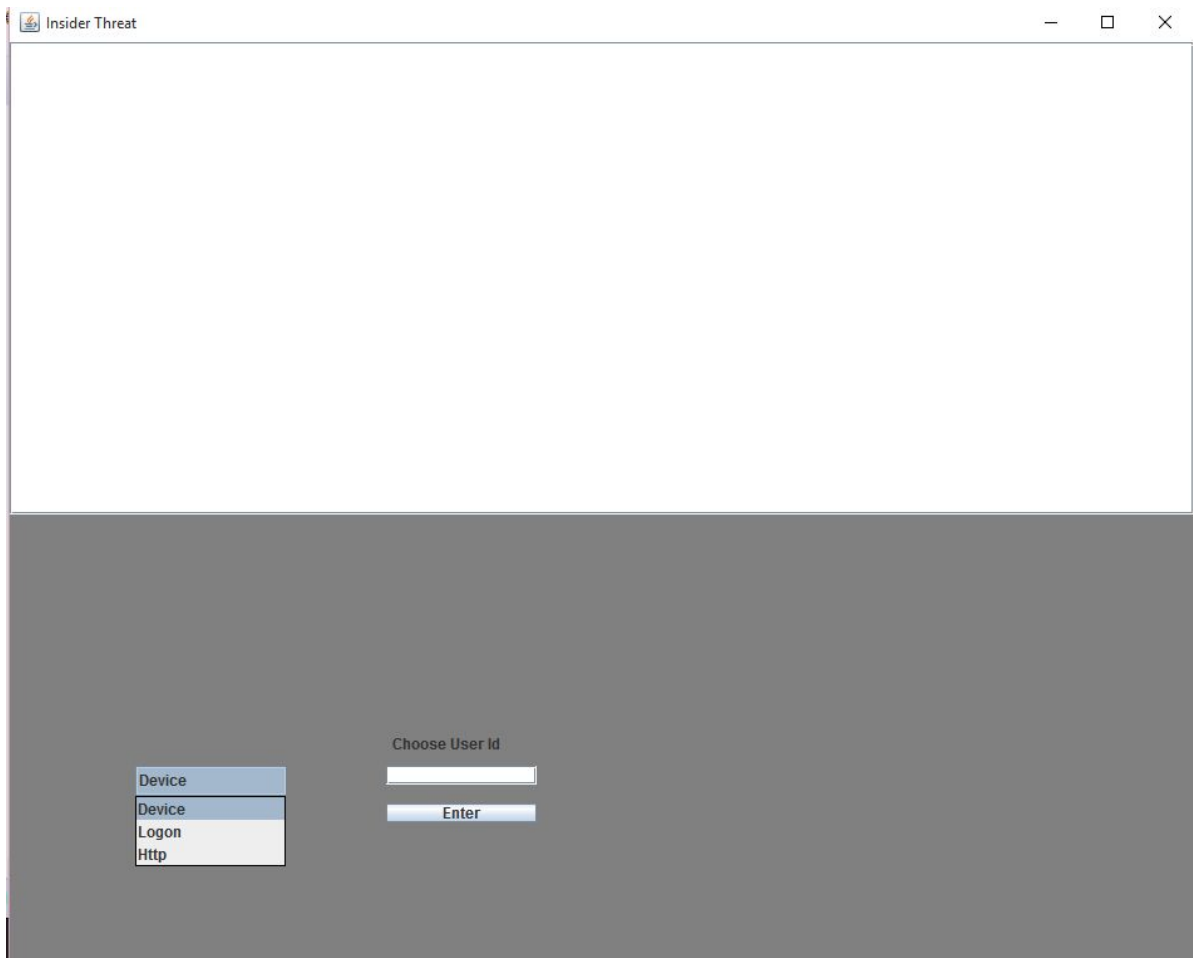 Insider Threat
Choose User Id
Device
Device
Enter
Logon
Http